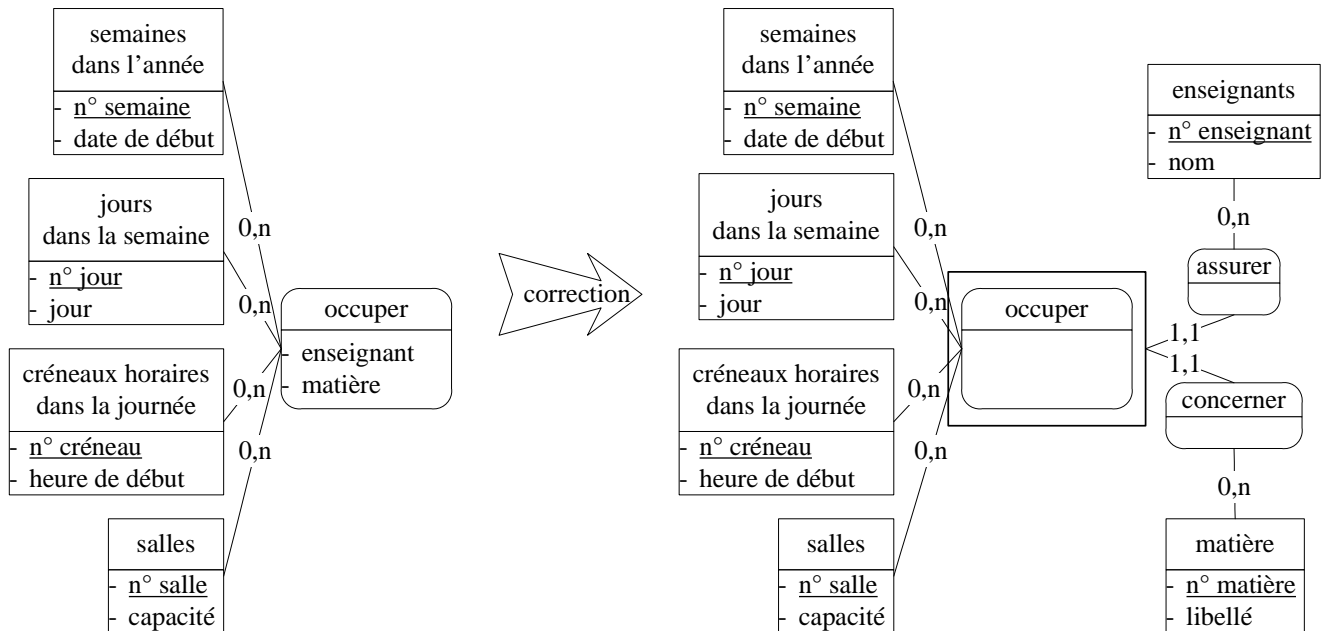 semaines
dans l’année
- n° semaine
- date de début
jours
dans la semaine
- n° jour
- jour
créneaux horaires
dans la journée
- n° créneau
- heure de début
salles
- n° salle
- capacité
0,n
0,n
0,n
0,n
occuper
- enseignant
- matière
correction
semaines
dans l’année
- n° semaine
- date de début
jours
dans la semaine
- n° jour
- jour
créneaux horaires
dans la journée
- n° créneau
- heure de début
salles
- n° salle
- capacité
0,n
0,n
0,n
0,n
occuper
enseignants
- n° enseignant
- nom
0,n
assurer
1,1
1,1
concerner
0,n
matière
- n° matière
- libellé